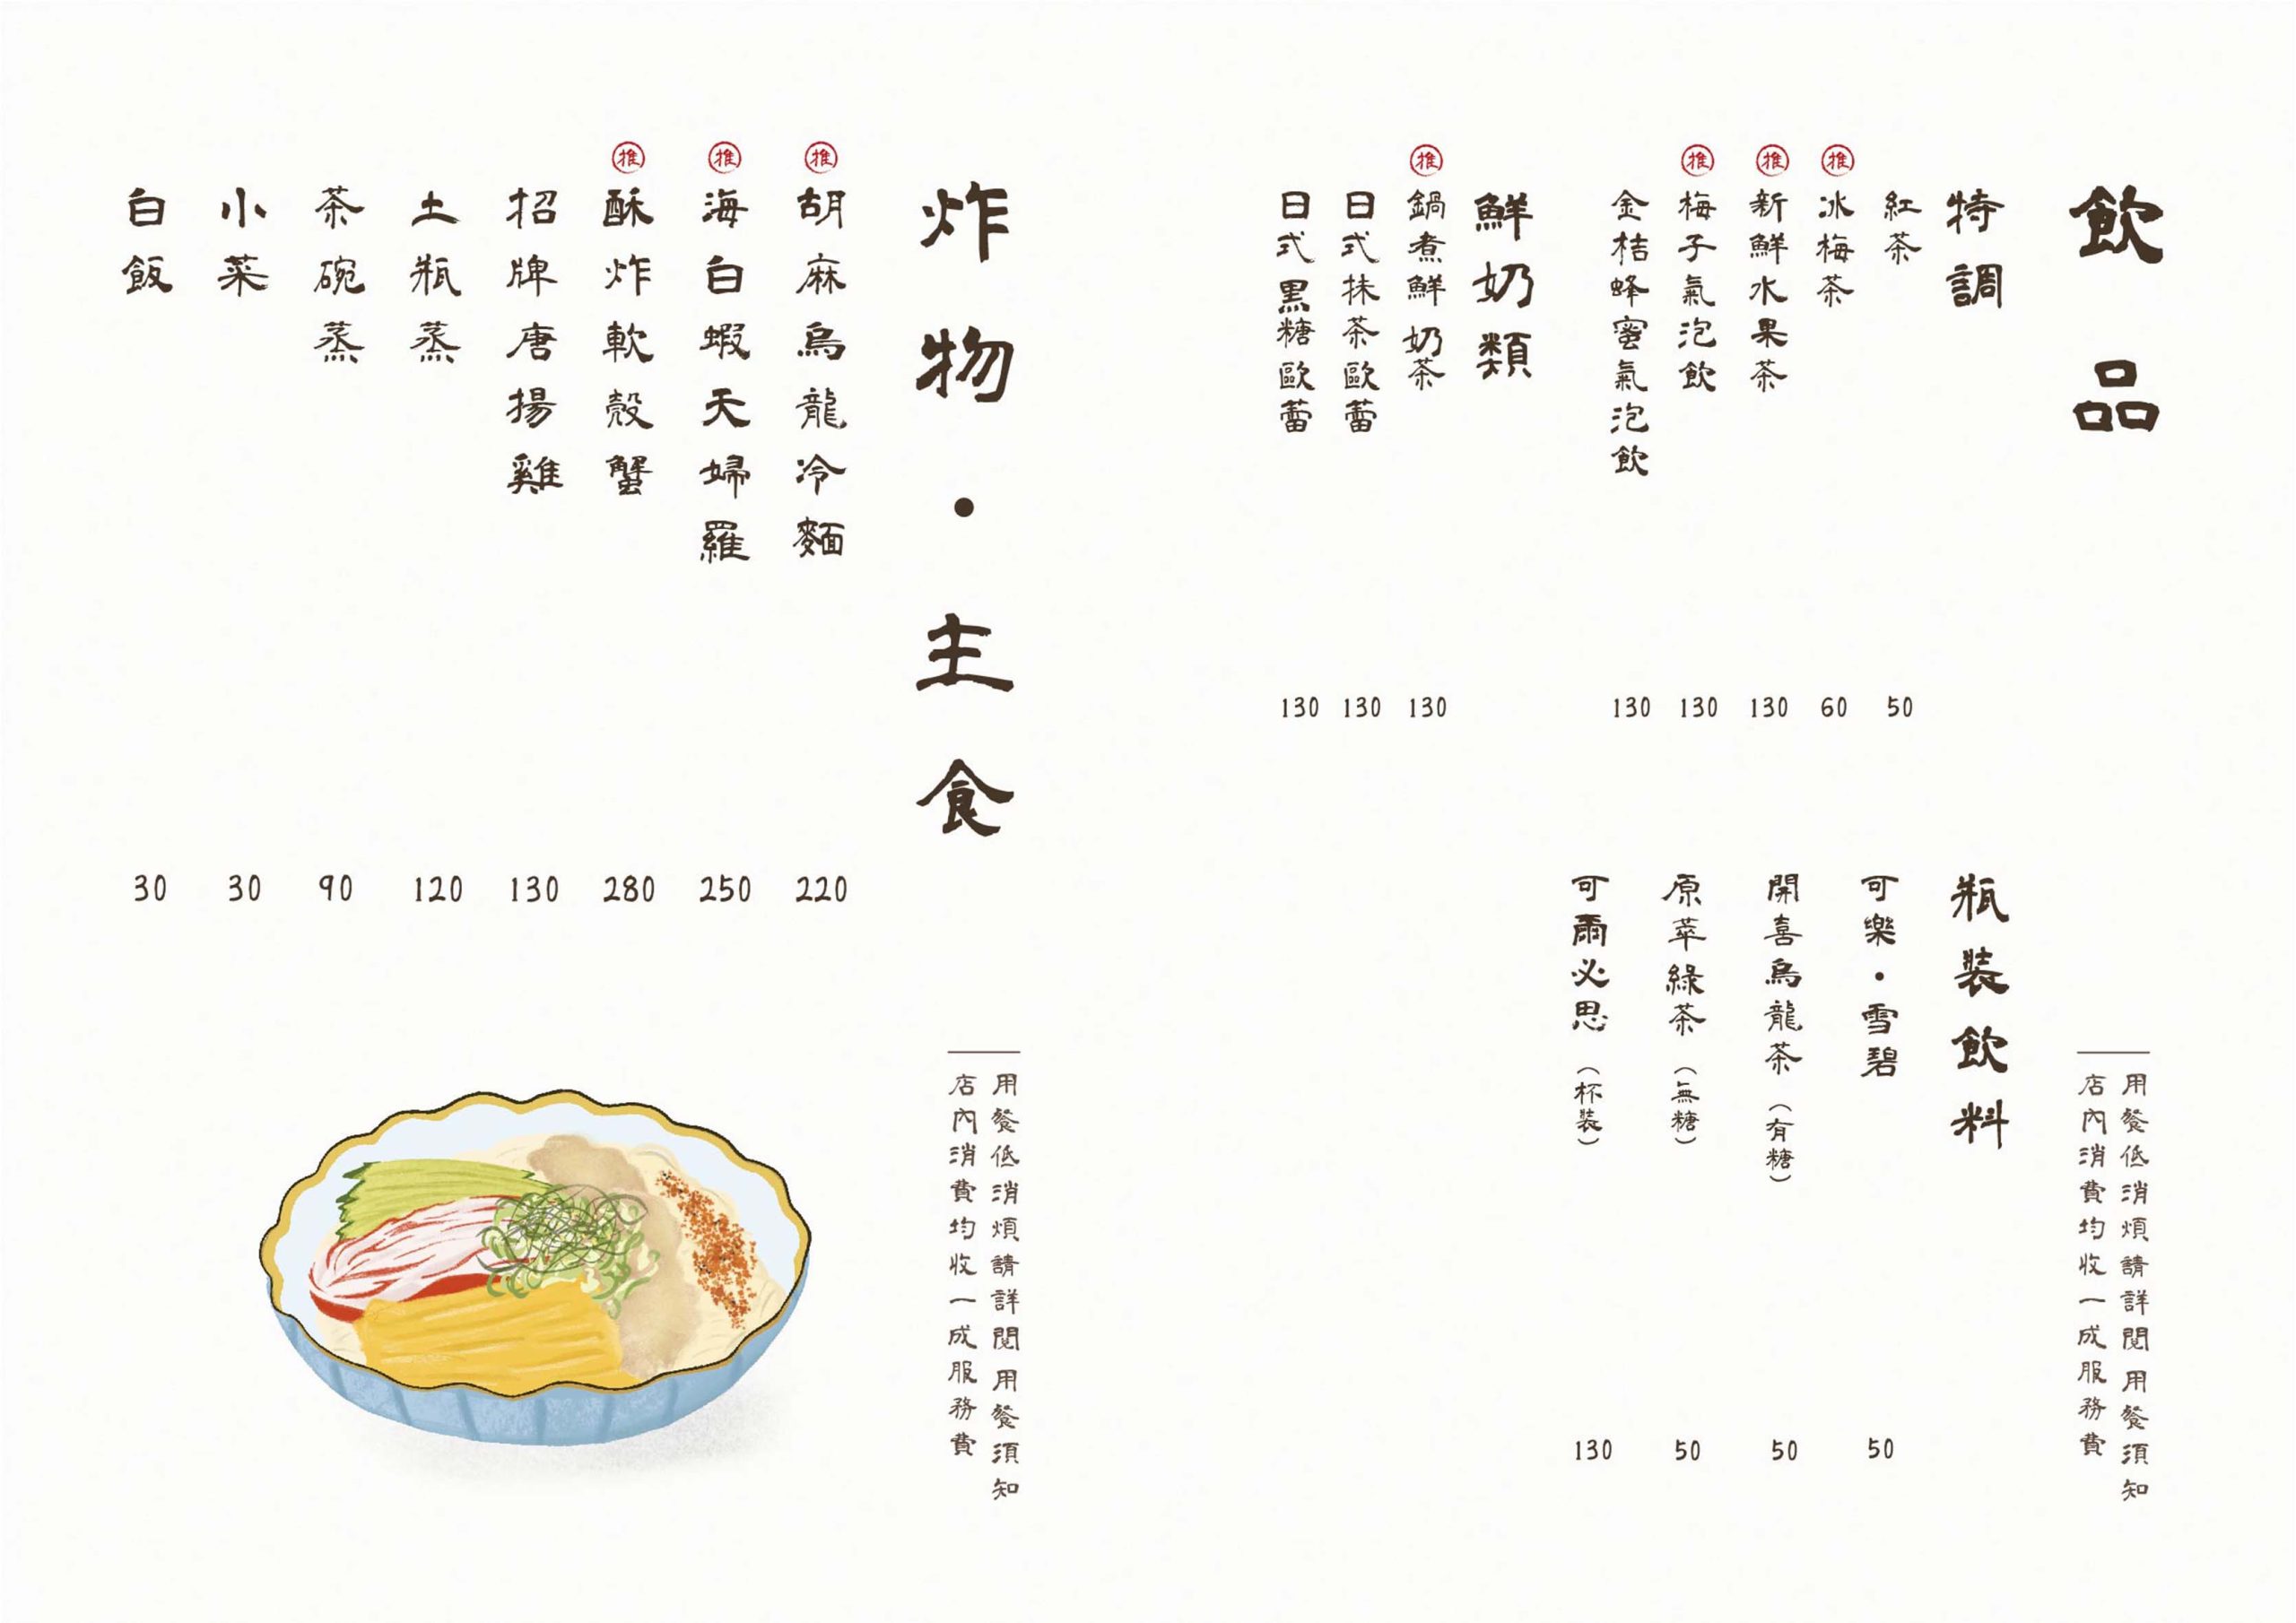 飲品
特調
紅茶 50
推 冰梅茶 60
推 新鮮水果茶 130
推 梅子氣泡飲 130
金桔蜂蜜氣泡飲 130
鮮奶類
推 鍋煮鮮奶茶 130
日式抹茶歐蕾 130
日式黑糖歐蕾 130
瓶裝飲料
可樂・雪碧 50
開喜烏龍茶（有糖） 50
原萃綠茶（無糖） 50
可爾必思（杯裝） 130
用餐低消煩請詳閱 用餐須知
店內消費均收一成服務費
炸物・主食
推 胡麻烏龍冷麵 220
推 海白蝦天婦羅 250
推 酥炸軟殼蟹 280
招牌唐揚雞 130
土瓶蒸 120
茶碗蒸 90
小菜 30
白飯 30
用餐低消煩請詳閱 用餐須知
店內消費均收一成服務費